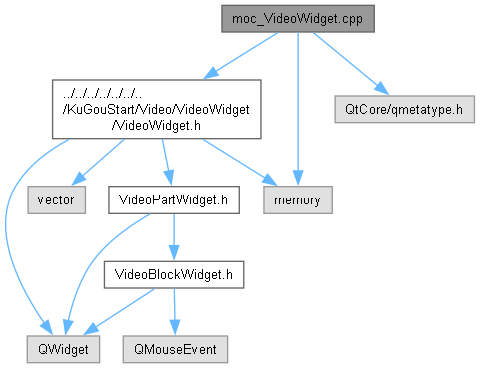 moc_VideoWidget.cpp
../../../../../../..
/KuGouStart/Video/VideoWidget
/VideoWidget.h
QtCore/qmetatype.h
vector
VideoPartWidget.h
memory
VideoBlockWidget.h
QWidget
QMouseEvent